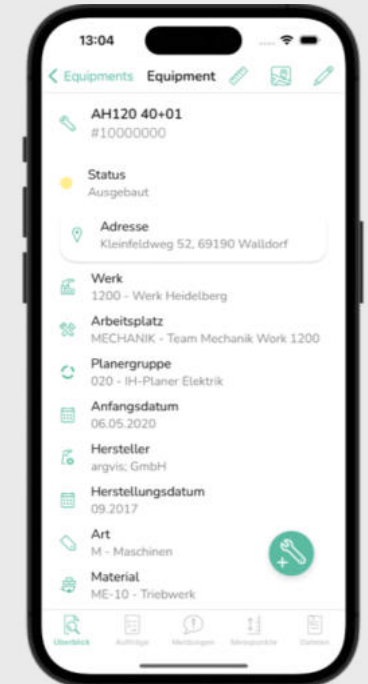 13:04
Equipments
Equipment
AH120 40+01
#10000000
Status
Ausgebaut
Adresse
Kleinfeldweg 52, 69190 Walldorf
Werk
1200 - Werk Heidelberg
Arbeitsplatz
MECHANIK - Team Mechanik Work 1200
Planergruppe
020 - IH-Planer Elektrik
Anfangsdatum
06.05.2020
Hersteller
argvis; GmbH
Herstellungsdatum
09.2017
Art
M - Maschinen
Material
ME-10 - Triebwerk
Überblick
Aufträge
Meldungen
Messpunkte
Dateien